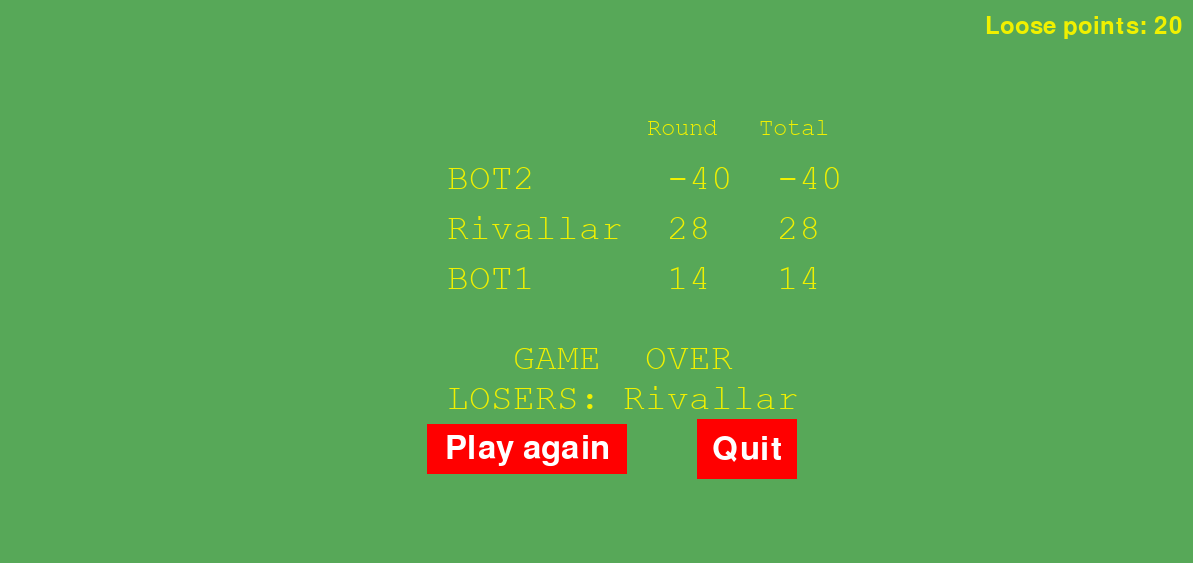 Loose points: 20
Round Total
BOT2 -40 -40
Rivallar 28 28
BOT1 14 14
GAME OVER
LOSERS: Rivallar
Play again Quit